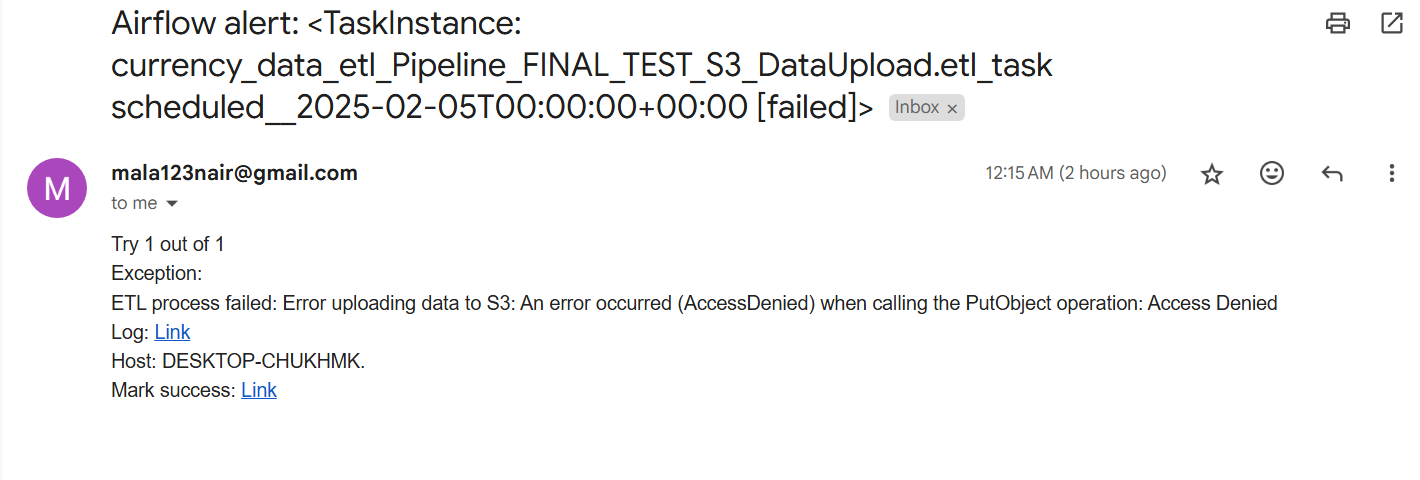 Airflow alert: <TaskInstance:
currency_data_etl_Pipeline_FINAL_TEST_S3_DataUpload.etl_task
scheduled__2025-02-05T00:00:00+00:00 [failed]> Inbox ×
M
mala123nair@gmail.com 12:15 AM (2 hours ago)
to me
Try 1 out of 1
Exception:
ETL process failed: Error uploading data to S3: An error occurred (AccessDenied) when calling the PutObject operation: Access Denied
Log: Link
Host: DESKTOP-CHUKHMK.
Mark success: Link